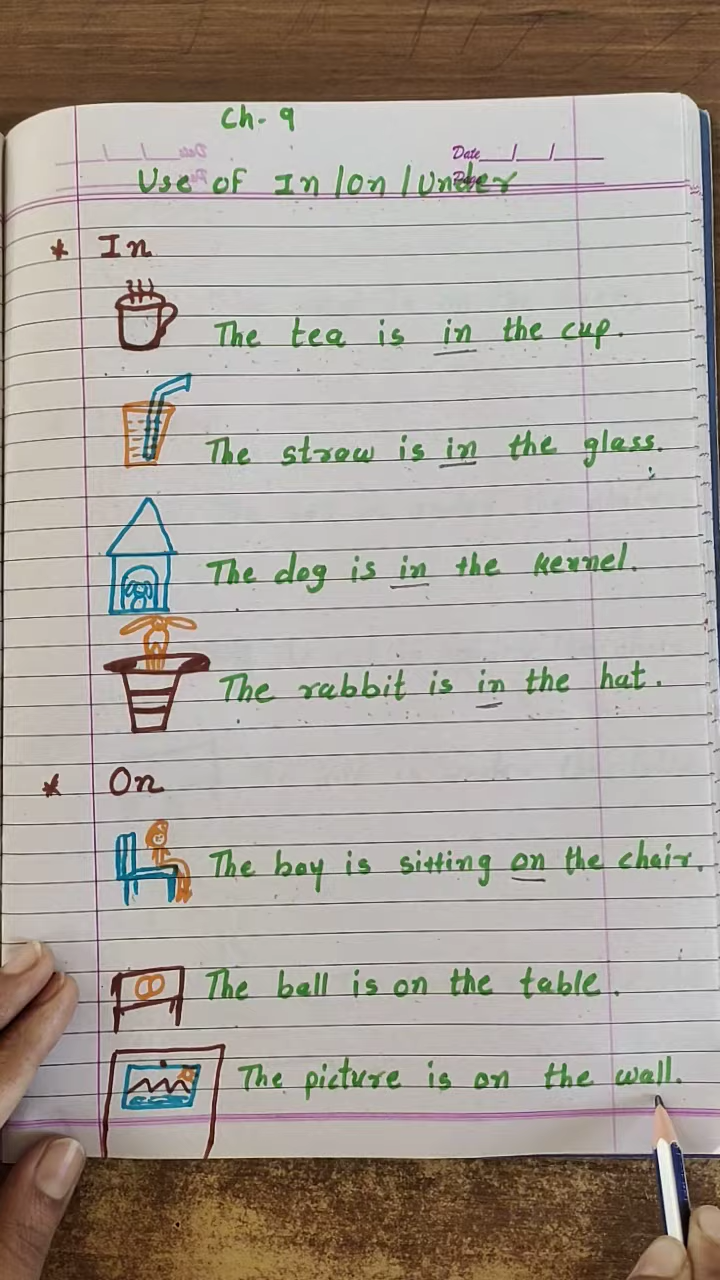 Ch- 9
Date
Date
Use of In/On/Under
* In
The tea is in the cup.
The straw is in the glass.
The dog is in the kernel.
The rabbit is in the hat.
* On
The boy is sitting on the chair.
The ball is on the table.
The picture is on the wall.